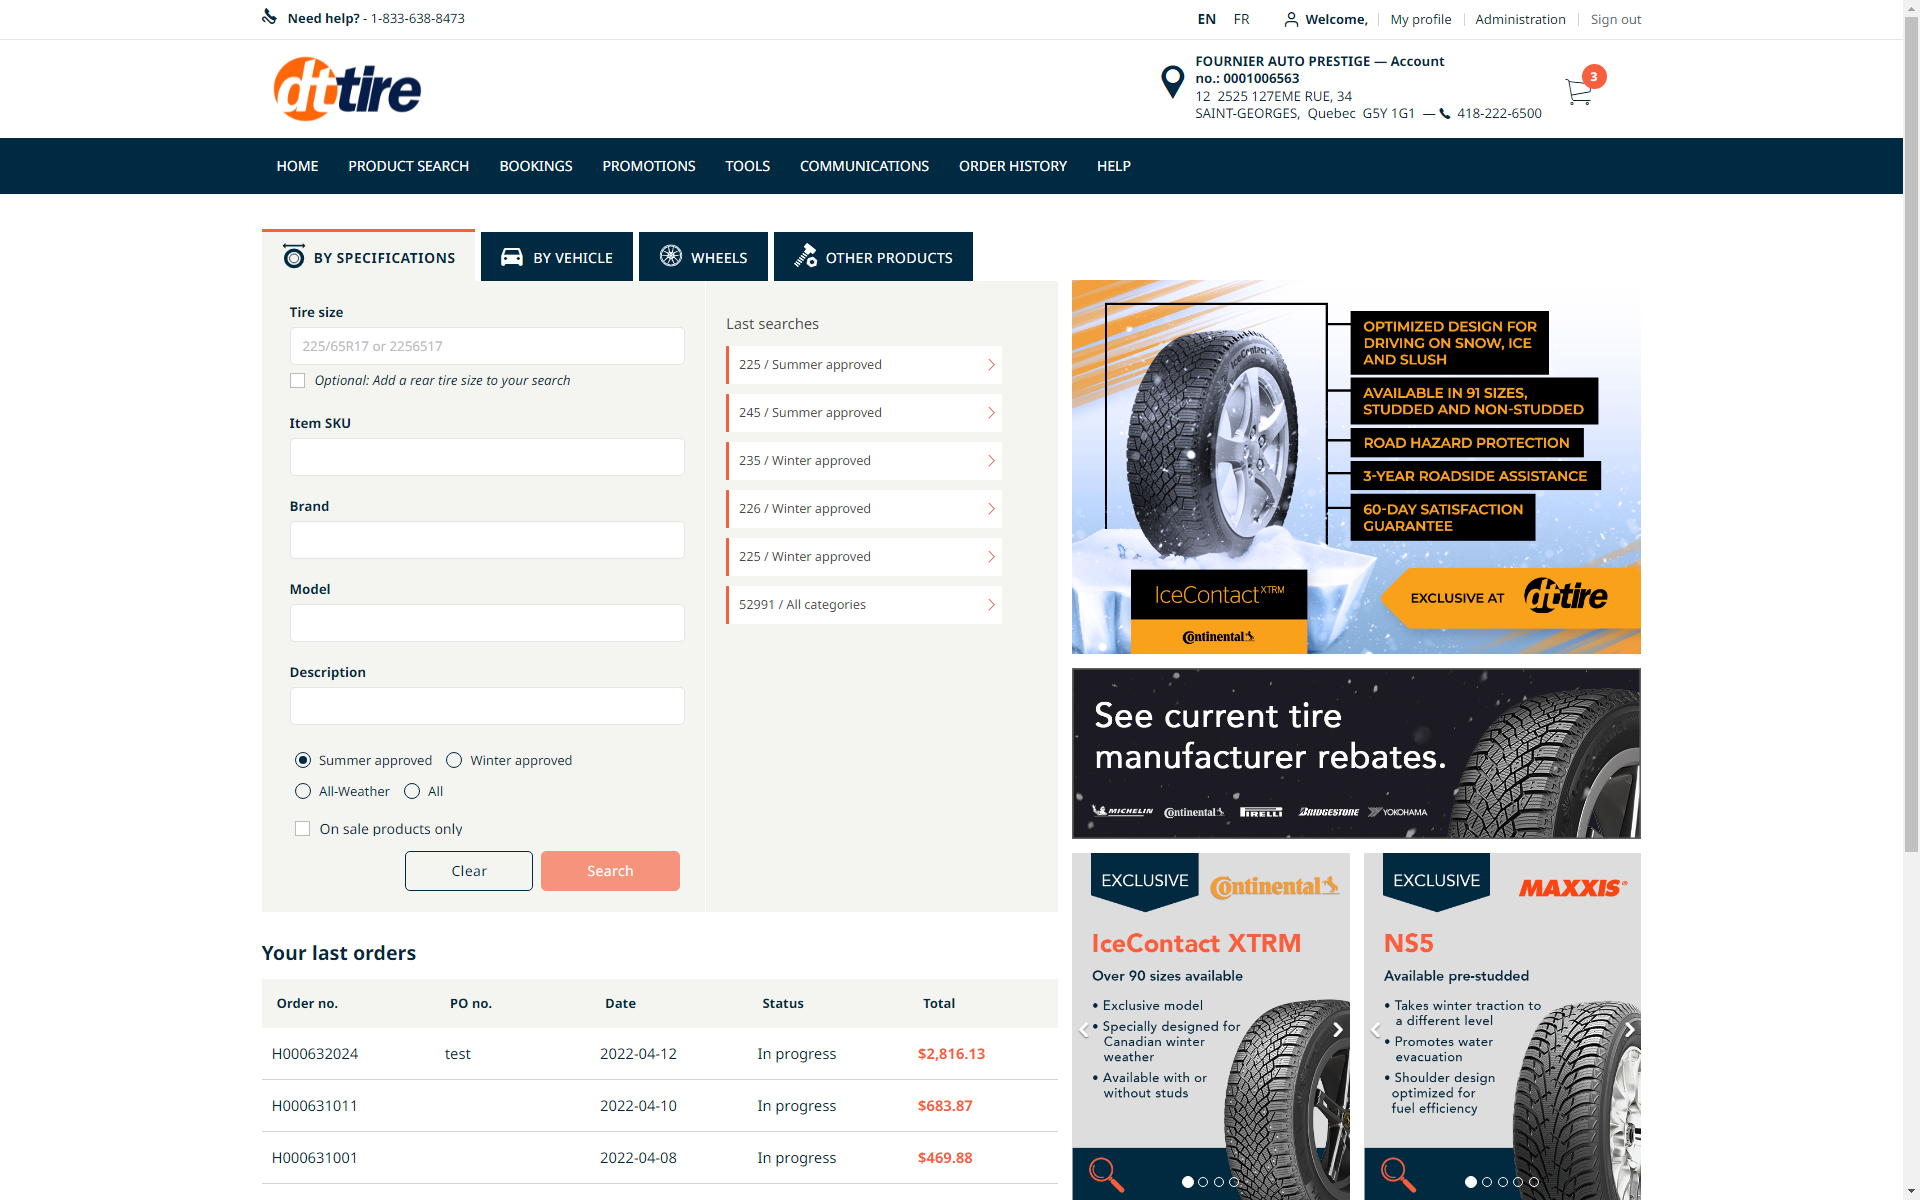 Need help? - 1-833-638-8473
EN FR Welcome, My profile Administration Sign out
dttire
FOURNIER AUTO PRESTIGE — Account
no.: 0001006563
12 2525 127EME RUE, 34
SAINT-GEORGES, Quebec G5Y 1G1 — 418-222-6500
3
HOME PRODUCT SEARCH BOOKINGS PROMOTIONS TOOLS COMMUNICATIONS ORDER HISTORY HELP
BY SPECIFICATIONS BY VEHICLE WHEELS OTHER PRODUCTS
Tire size
225/65R17 or 2256517
Optional: Add a rear tire size to your search
Item SKU
Brand
Model
Description
Summer approved Winter approved
All-Weather All
On sale products only
Clear Search
Last searches
225 / Summer approved
245 / Summer approved
235 / Winter approved
226 / Winter approved
225 / Winter approved
52991 / All categories
OPTIMIZED DESIGN FOR
DRIVING ON SNOW, ICE
AND SLUSH
AVAILABLE IN 91 SIZES,
STUDDED AND NON-STUDDED
ROAD HAZARD PROTECTION
3-YEAR ROADSIDE ASSISTANCE
60-DAY SATISFACTION
GUARANTEE
IceContact
IceContact XTRM
Continental
EXCLUSIVE AT dttire
See current tire
manufacturer rebates.
MICHELIN Continental PIRELLI BRIDGESTONE YOKOHAMA
EXCLUSIVE Continental
IceContact XTRM
Over 90 sizes available
• Exclusive model
• Specially designed for
Canadian winter
weather
• Available with or
without studs
EXCLUSIVE MAXXIS®
NS5
Available pre-studded
• Takes winter traction to
a different level
• Promotes water
evacuation
• Shoulder design
optimized for
fuel efficiency
Your last orders
Order no. PO no. Date Status Total
H000632024 test 2022-04-12 In progress $2,816.13
H000631011 2022-04-10 In progress $683.87
H000631001 2022-04-08 In progress $469.88